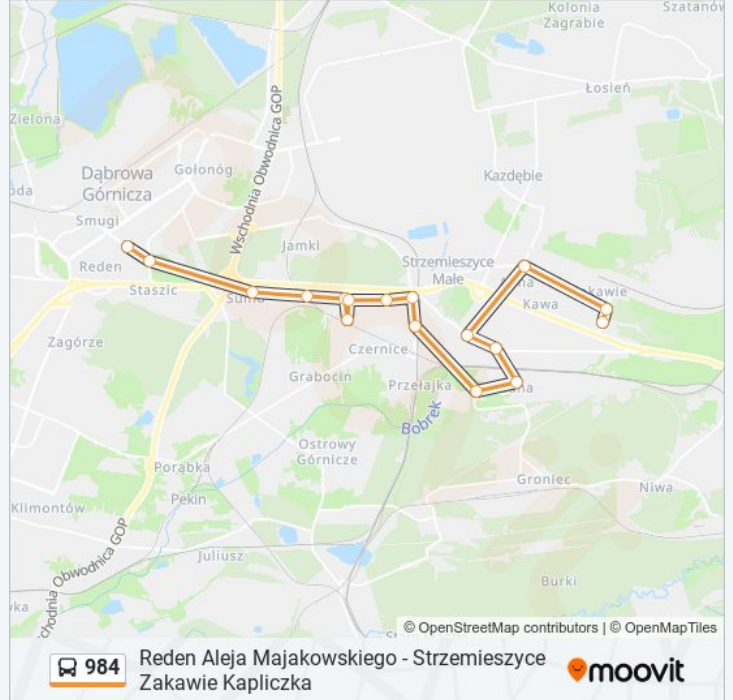 Kolonia
Zagrabie
Łosień
Zielona
Dąbrowa
Górnicza
Gołonóg
Wschodnia Obwodnica GOP
Kazdębie
Smugi
Jamki
Strzemieszyce
Małe
Reden
Staszic
Kawa
Zagórze
Czernice
Grabocin
Przełajka
Bobrek
Ostrowy
Górnicze
Porąbka
Groniec
Niwa
Pekin
Klimontów
Juliusz
Burki
© OpenStreetMap contributors | © OpenMapTiles
984
Reden Aleja Majakowskiego - Strzemieszyce
Zakawie Kapliczka
moovit